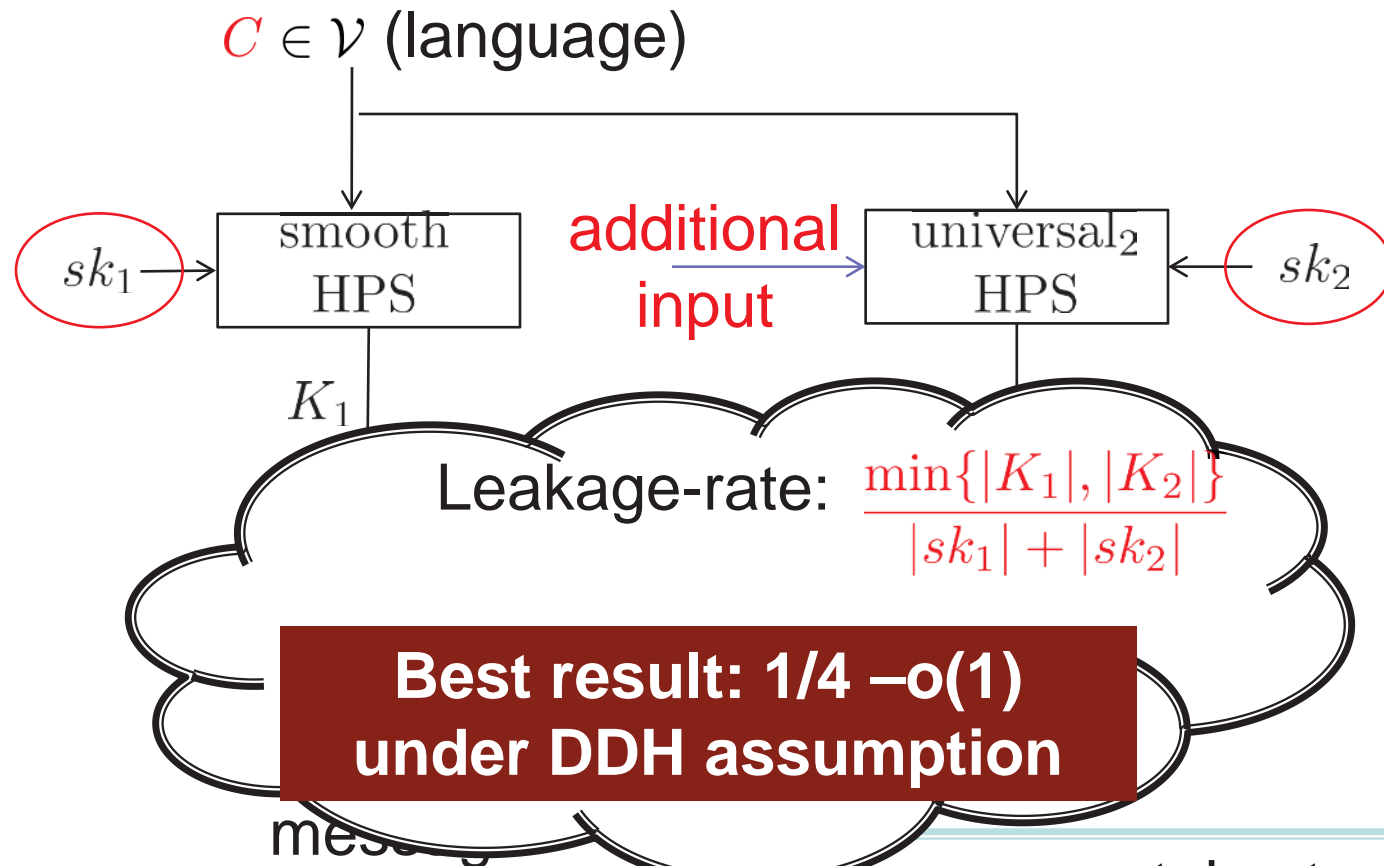 C ∈ 𝒱 (language)
sk₁
smooth
HPS
additional
input
universal₂
HPS
sk₂
K₁
Leakage-rate: min{|K₁|, |K₂|} / |sk₁| + |sk₂|
Best result: 1/4 –o(1)
under DDH assumption